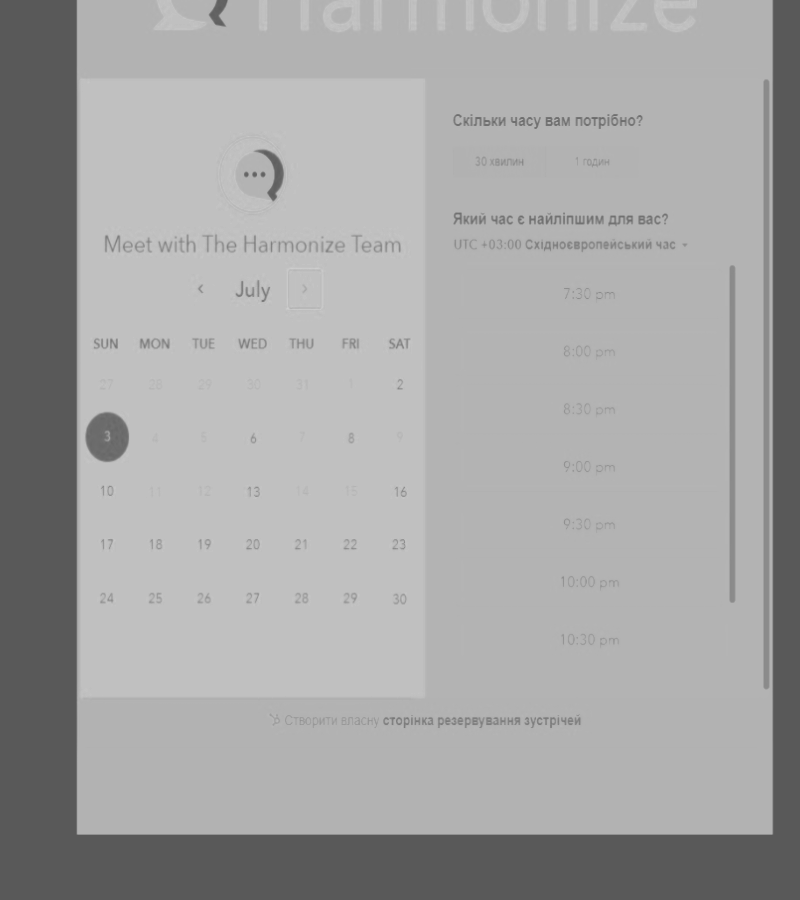 Harmonize
Meet with The Harmonize Team
‹ July ›
SUN MON TUE WED THU FRI SAT
27 28 29 30 31 1 2
3 4 5 6 7 8 9
10 11 12 13 14 15 16
17 18 19 20 21 22 23
24 25 26 27 28 29 30
Скільки часу вам потрібно?
30 хвилин 1 годин
Який час є найліпшим для вас?
UTC +03:00 Східноєвропейський час
7:30 pm
8:00 pm
8:30 pm
9:00 pm
9:30 pm
10:00 pm
10:30 pm
Створити власну сторінка резервування зустрічей